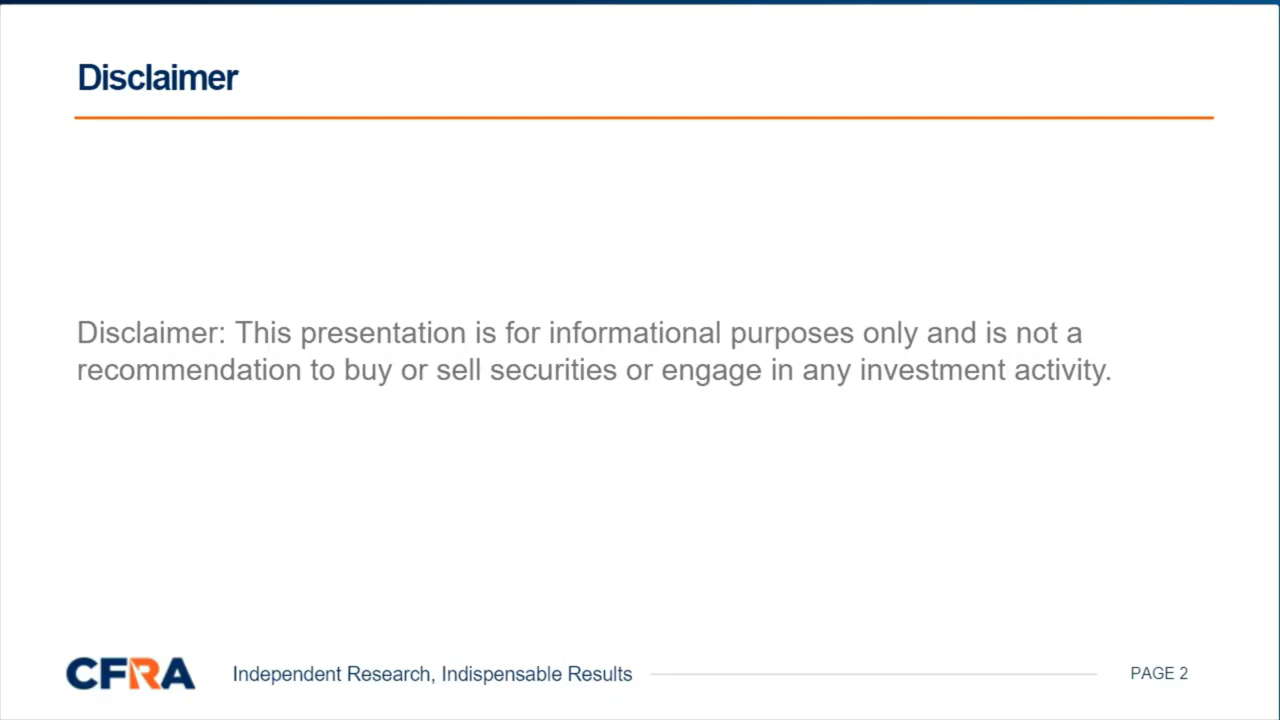 Disclaimer
Disclaimer: This presentation is for informational purposes only and is not a
recommendation to buy or sell securities or engage in any investment activity.
CFRA
Independent Research, Indispensable Results
PAGE 2